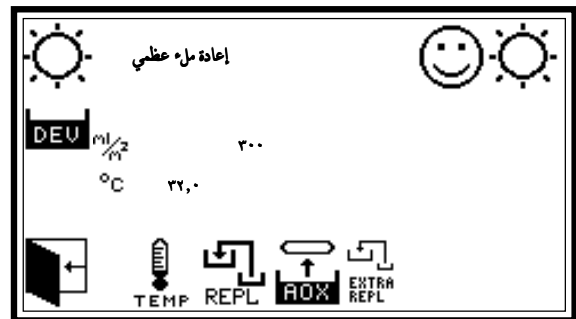 إعادة ملء عظمي
DEV ml/m² ٣٠٠
°C ٣٢,٠
TEMP REPL AOX EXTRA REPL